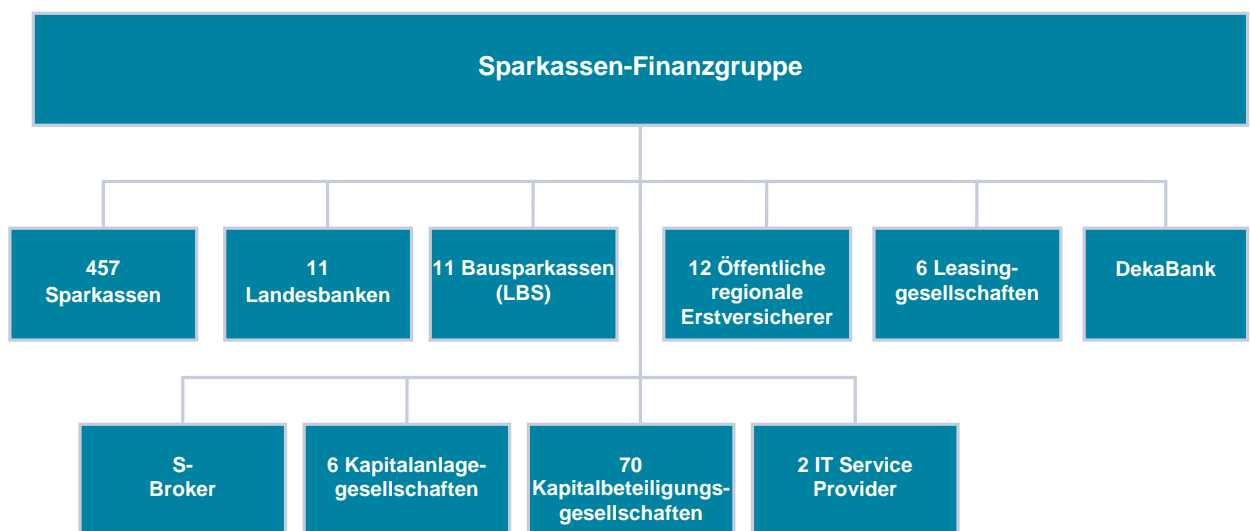 Sparkassen-Finanzgruppe
457
Sparkassen
11
Landesbanken
11 Bausparkassen
(LBS)
12 Öffentliche
regionale
Erstversicherer
6 Leasing-
gesellschaften
DekaBank
S-
Broker
6 Kapitalanlage-
gesellschaften
70
Kapitalbeteiligungs-
gesellschaften
2 IT Service
Provider